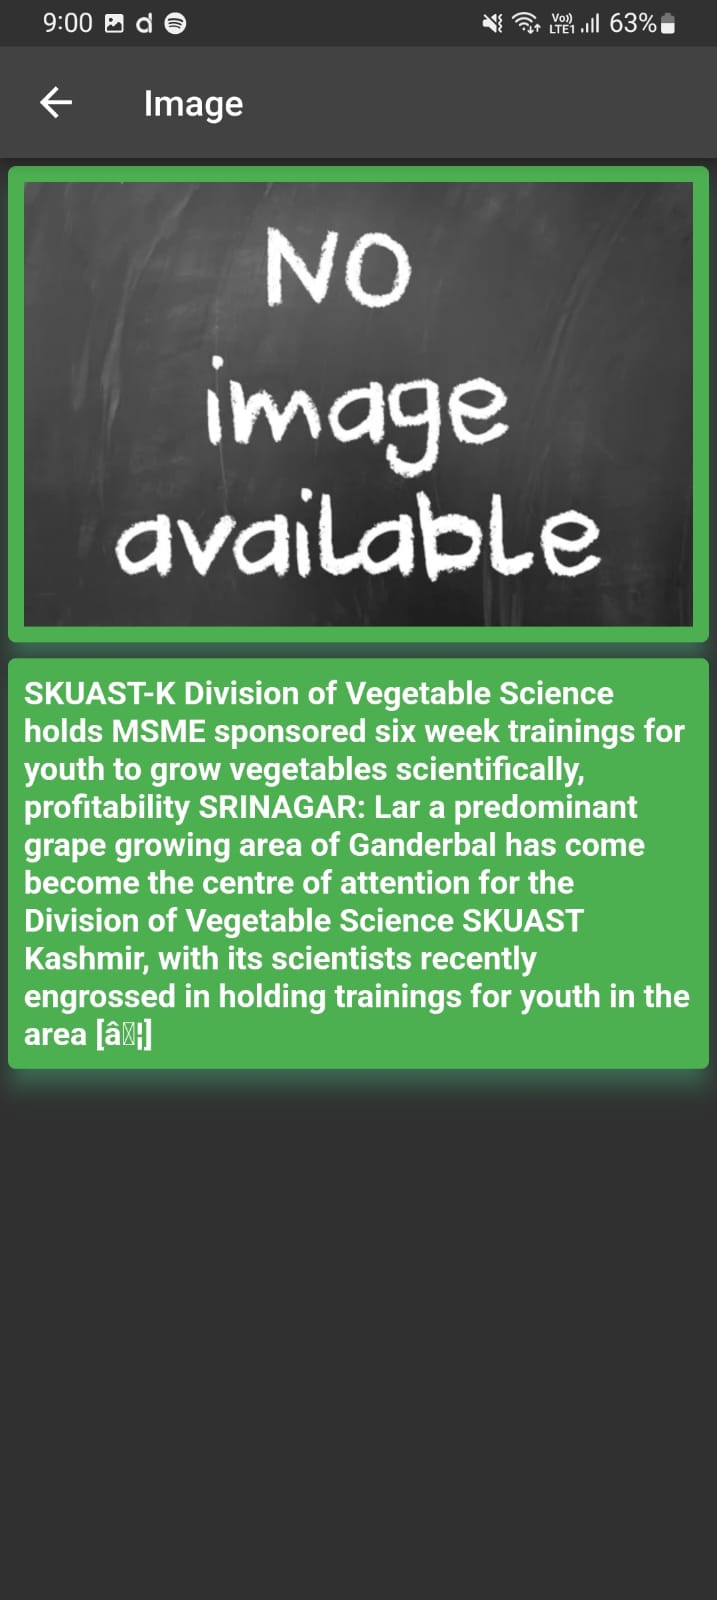 9:00
Vo)) LTE1 63%
Image
NO
image
available
SKUAST-K Division of Vegetable Science
holds MSME sponsored six week trainings for
youth to grow vegetables scientifically,
profitability SRINAGAR: Lar a predominant
grape growing area of Ganderbal has come
become the centre of attention for the
Division of Vegetable Science SKUAST
Kashmir, with its scientists recently
engrossed in holding trainings for youth in the
area [â¦]